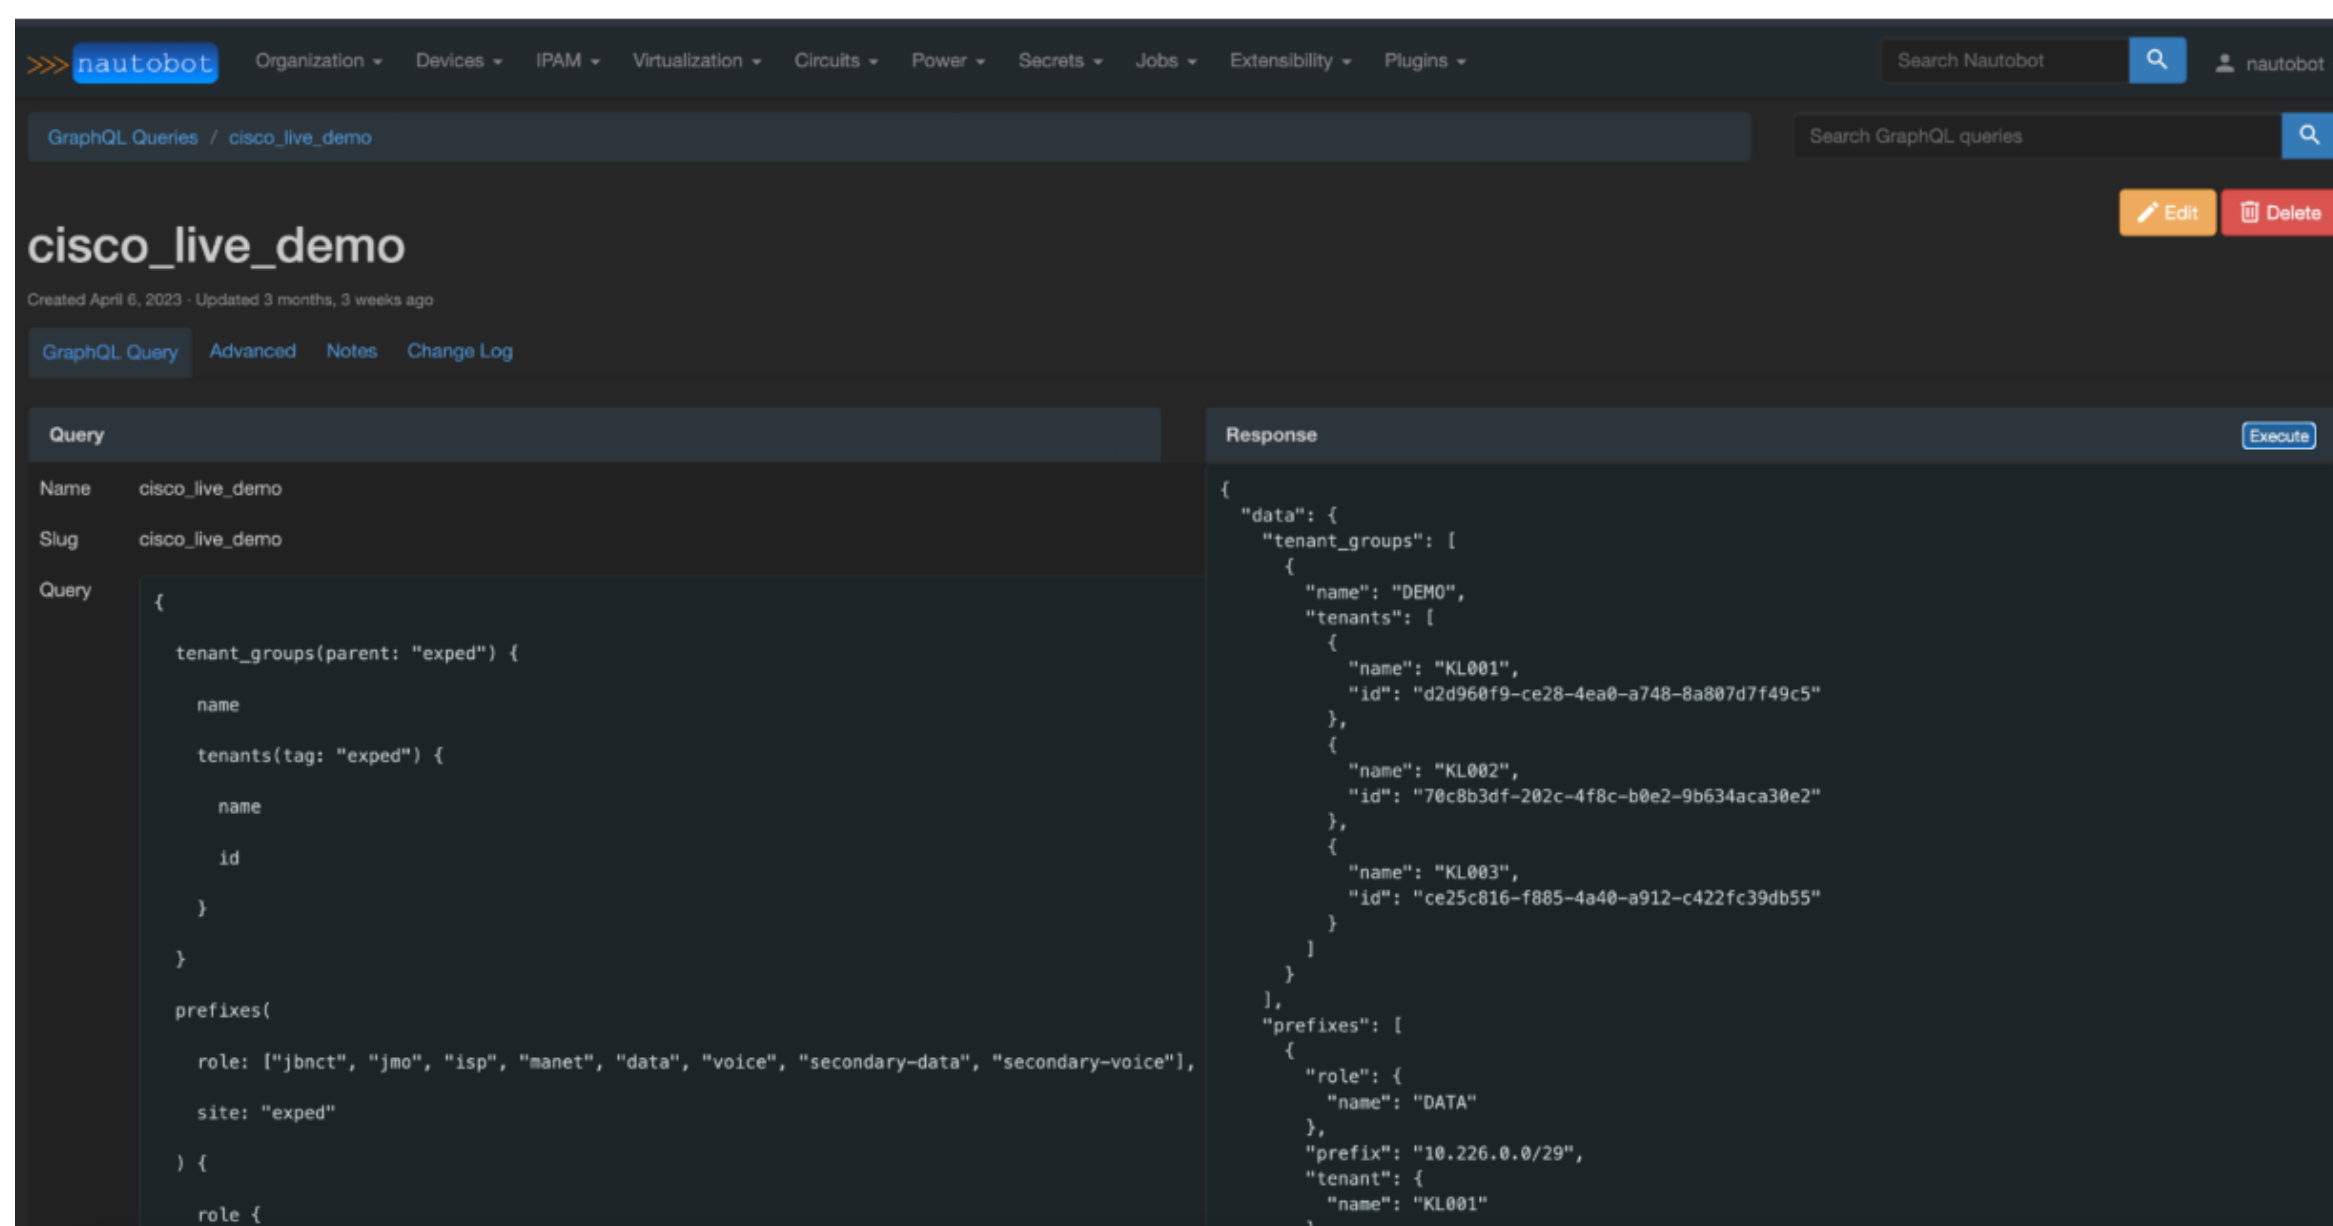 >>> nautobot Organization Devices IPAM Virtualization Circuits Power Secrets Jobs Extensibility Plugins Search Nautobot nautobot
GraphQL Queries / cisco_live_demo Search GraphQL queries
Edit Delete
cisco_live_demo
Created April 6, 2023 · Updated 3 months, 3 weeks ago
GraphQL Query Advanced Notes Change Log
Query
Name cisco_live_demo
Slug cisco_live_demo
Query {
tenant_groups(parent: "exped") {
name
tenants(tag: "exped") {
name
id
}
}
prefixes(
role: ["jbnct", "jmo", "isp", "manet", "data", "voice", "secondary-data", "secondary-voice"],
site: "exped"
) {
role {
Response Execute
{
"data": {
"tenant_groups": [
{
"name": "DEMO",
"tenants": [
{
"name": "KL001",
"id": "d2d960f9-ce28-4ea0-a748-8a807d7f49c5"
},
{
"name": "KL002",
"id": "70c8b3df-202c-4f8c-b0e2-9b634aca30e2"
},
{
"name": "KL003",
"id": "ce25c816-f885-4a40-a912-c422fc39db55"
}
]
}
],
"prefixes": [
{
"role": {
"name": "DATA"
},
"prefix": "10.226.0.0/29",
"tenant": {
"name": "KL001"